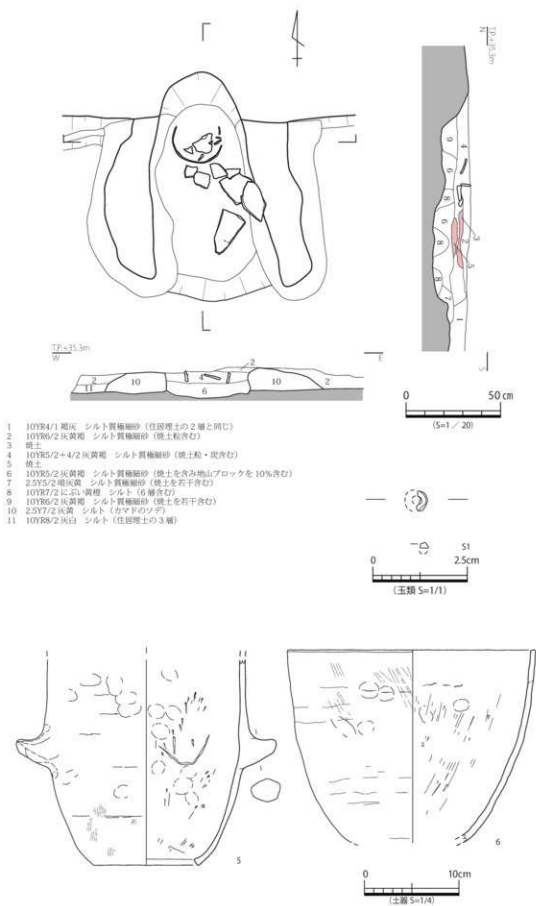 N
T.P.+35.3m
9
4
8
6
3
2
8
5
7
1
S
T.P.+35.3m
W
E
2
2
11
10
4
10
2
6
0
50 cm
(S=1／20)
1 10YR4/1 褐灰 シルト質極細砂（住居埋土の2層と同じ）
2 10YR6/2 灰黄褐 シルト質極細砂（焼土粒含む）
3 焼土
4 10YR5/2+4/2 灰黄褐 シルト質極細砂（焼土粒・炭含む）
5 焼土
6 10YR5/2 灰黄褐 シルト質極細砂（焼土を含み地山ブロックを10%含む）
7 2.5Y5/2 暗灰黄 シルト質極細砂（焼土を若干含む）
8 10YR7/2 にぶい黄橙 シルト（6層含む）
9 10YR6/2 灰黄褐 シルト質極細砂（焼土を若干含む）
10 2.5Y7/2 灰黄 シルト（カマドのソデ）
11 10YR8/2 灰白 シルト（住居埋土の3層）
S1
0
2.5cm
(玉類 S=1/1)
5
6
0
10cm
(土器 S=1/4)